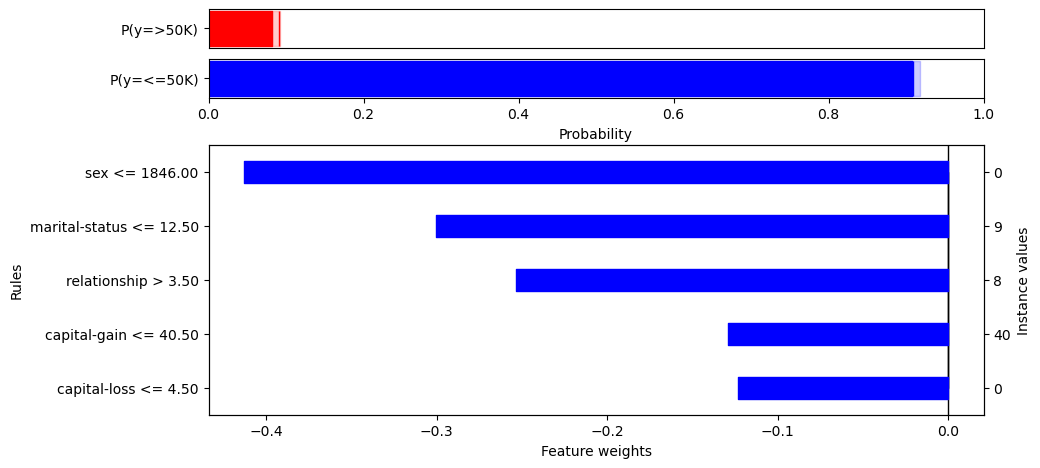 P(y=>50K)
P(y=<=50K)
0.0 0.2 0.4 0.6 0.8 1.0
Probability
sex <= 1846.00 0
marital-status <= 12.50 9
relationship > 3.50 8
capital-gain <= 40.50 40
capital-loss <= 4.50 0
Rules
Instance values
−0.4 −0.3 −0.2 −0.1 0.0
Feature weights